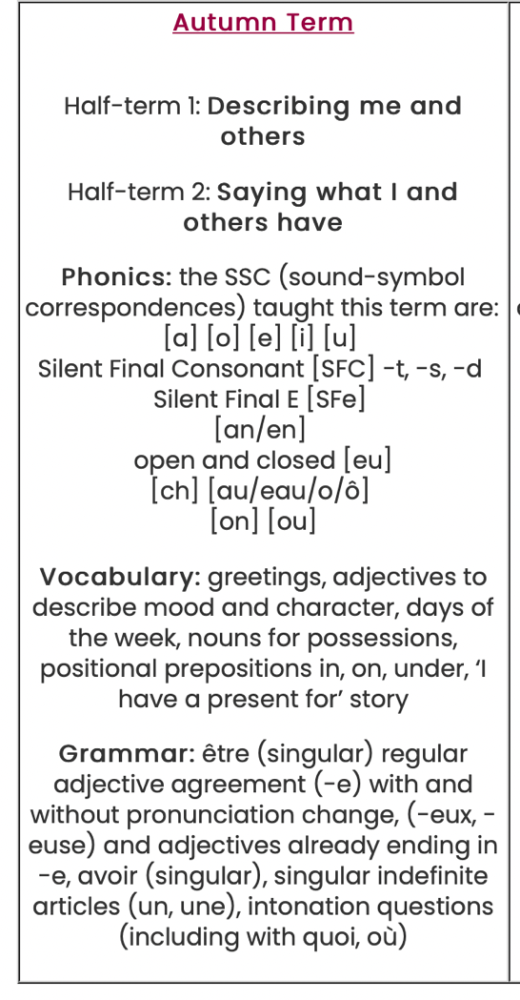 Autumn Term
Half-term 1: Describing me and
others
Half-term 2: Saying what I and
others have
Phonics: the SSC (sound-symbol
correspondences) taught this term are:
[a] [o] [e] [i] [u]
Silent Final Consonant [SFC] -t, -s, -d
Silent Final E [SFe]
[an/en]
open and closed [eu]
[ch] [au/eau/o/ô]
[on] [ou]
Vocabulary: greetings, adjectives to
describe mood and character, days of
the week, nouns for possessions,
positional prepositions in, on, under, ‘I
have a present for’ story
Grammar: être (singular) regular
adjective agreement (-e) with and
without pronunciation change, (-eux, -
euse) and adjectives already ending in
-e, avoir (singular), singular indefinite
articles (un, une), intonation questions
(including with quoi, où)